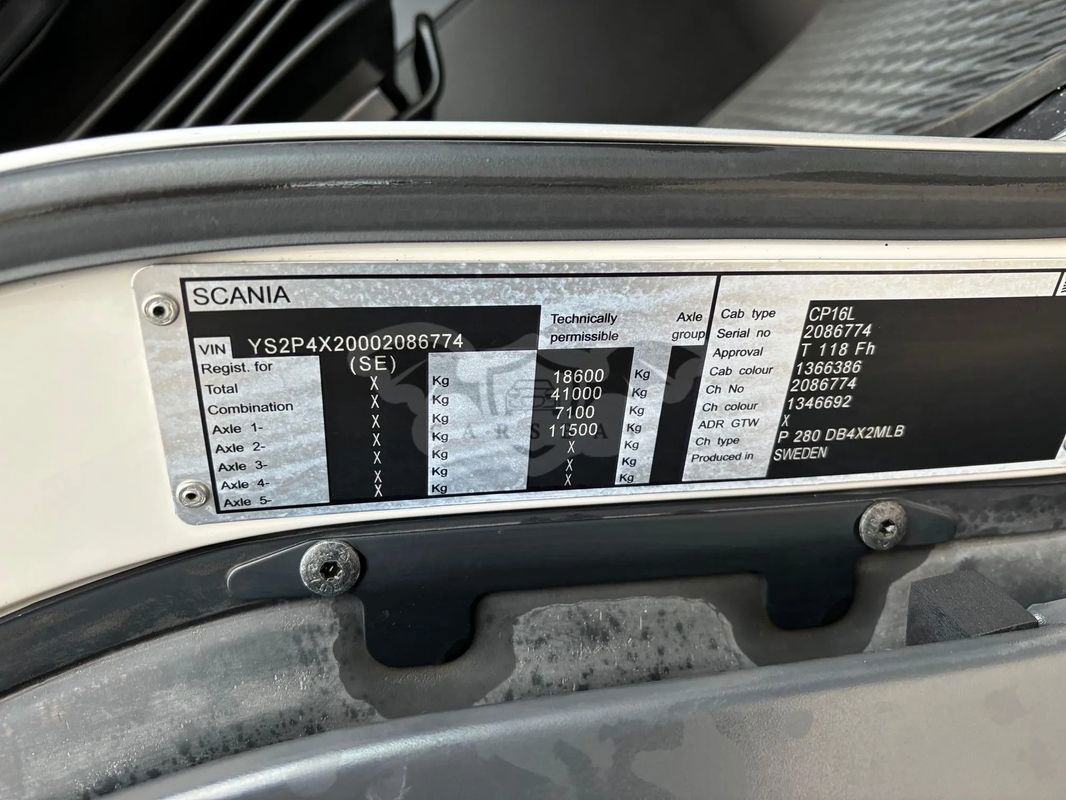 SCANIA
VIN YS2P4X20002086774
Regist. for (SE)
Technically permissible
Axle group
Total X Kg 18600 Kg
Combination X Kg 41000 Kg
Axle 1- X Kg 7100 Kg
Axle 2- X Kg 11500 Kg
Axle 3- X Kg X Kg
Axle 4- X Kg X Kg
Axle 5- X Kg X Kg
Cab type CP16L
Serial no 2086774
Approval T 118 Fh
Cab colour 1366386
Ch No 2086774
Ch colour 1346692
ADR GTW X
Ch type P 280 DB4X2MLB
Produced in SWEDEN